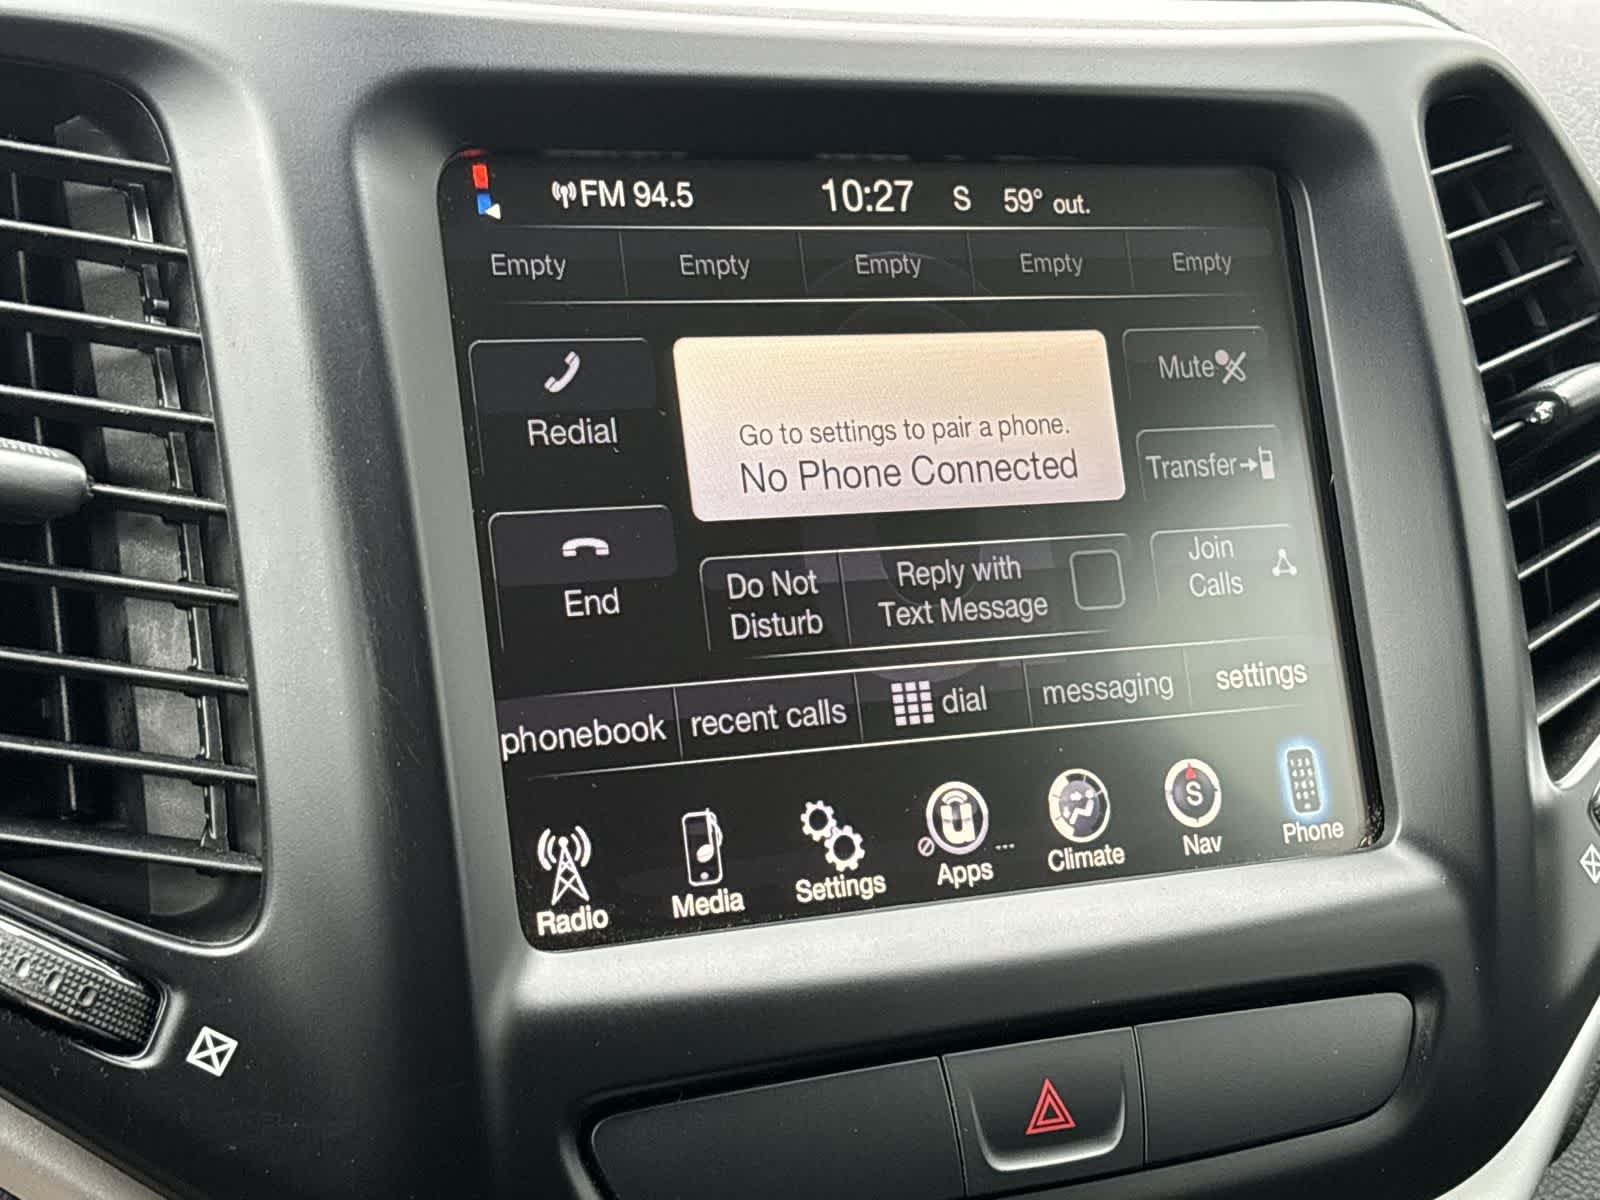 FM 94.5 10:27 S 59° out.
Empty Empty Empty Empty Empty
Redial
Go to settings to pair a phone.
No Phone Connected
Mute
Transfer
End
Do Not
Disturb
Reply with
Text Message
Join
Calls
phonebook recent calls dial messaging settings
Radio Media Settings Apps ... Climate S Nav Phone